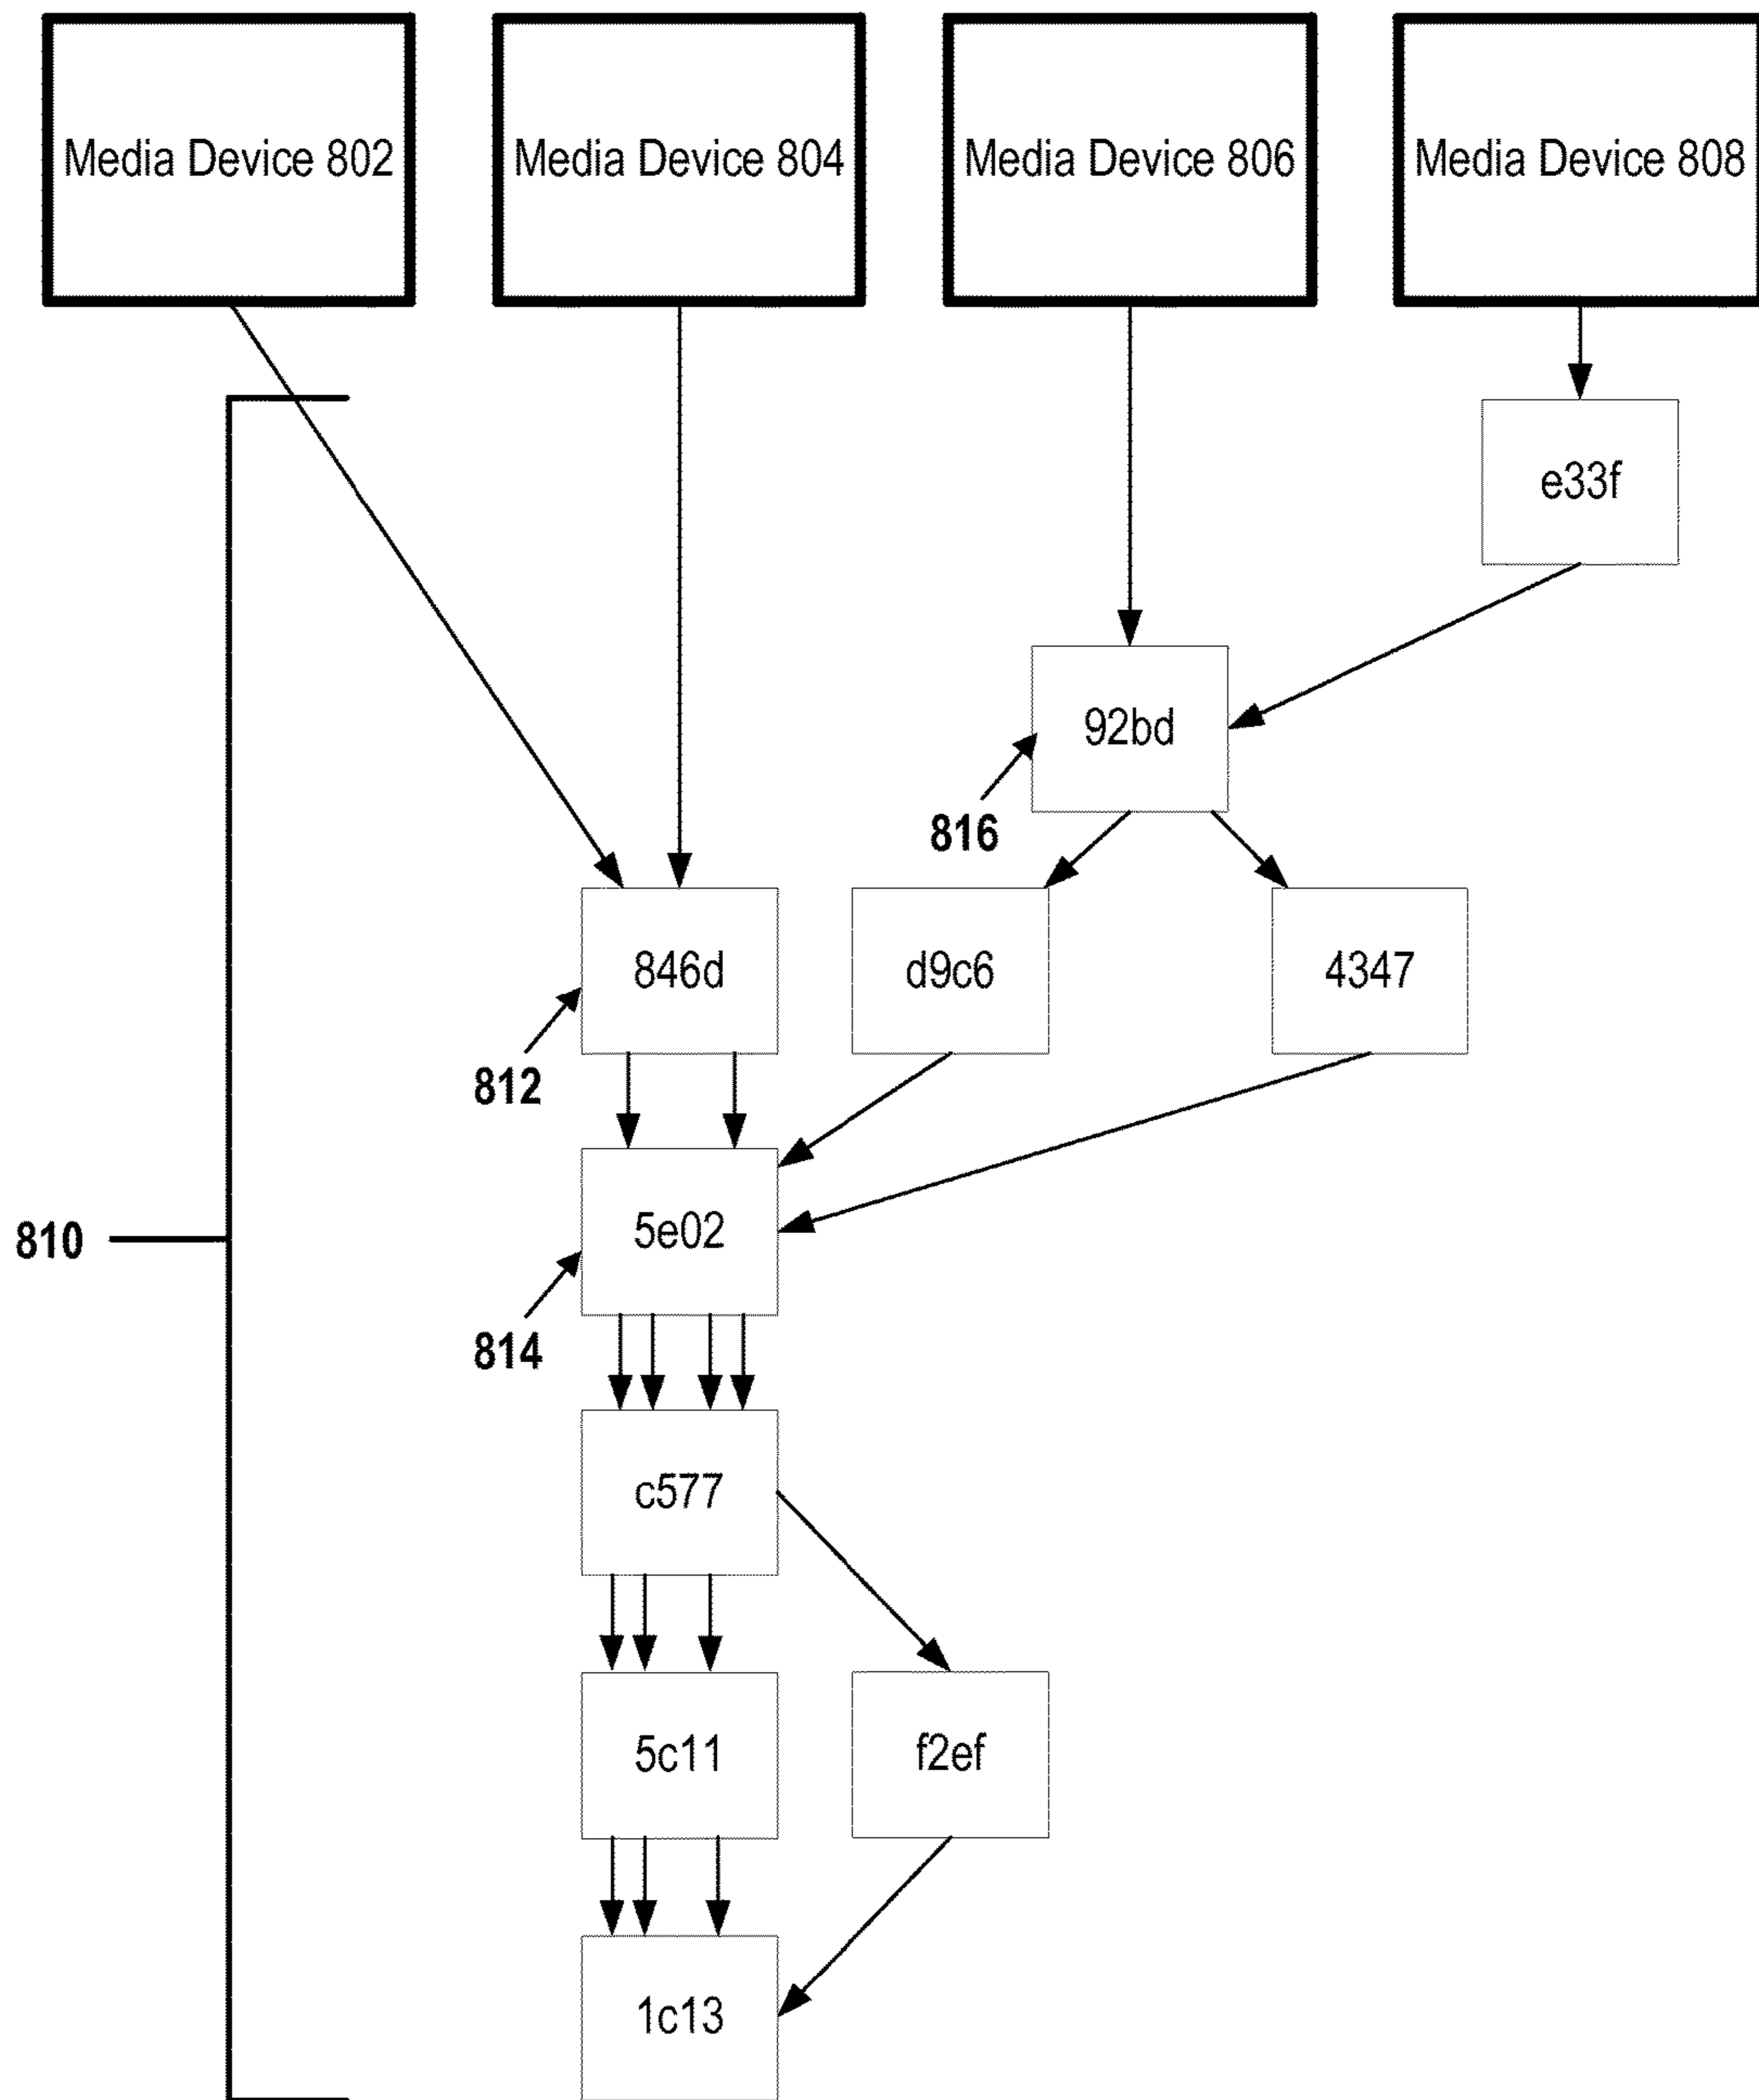 Media Device 802
Media Device 804
Media Device 806
Media Device 808
e33f
92bd
816
846d
d9c6
4347
812
5e02
810
814
c577
5c11
f2ef
1c13